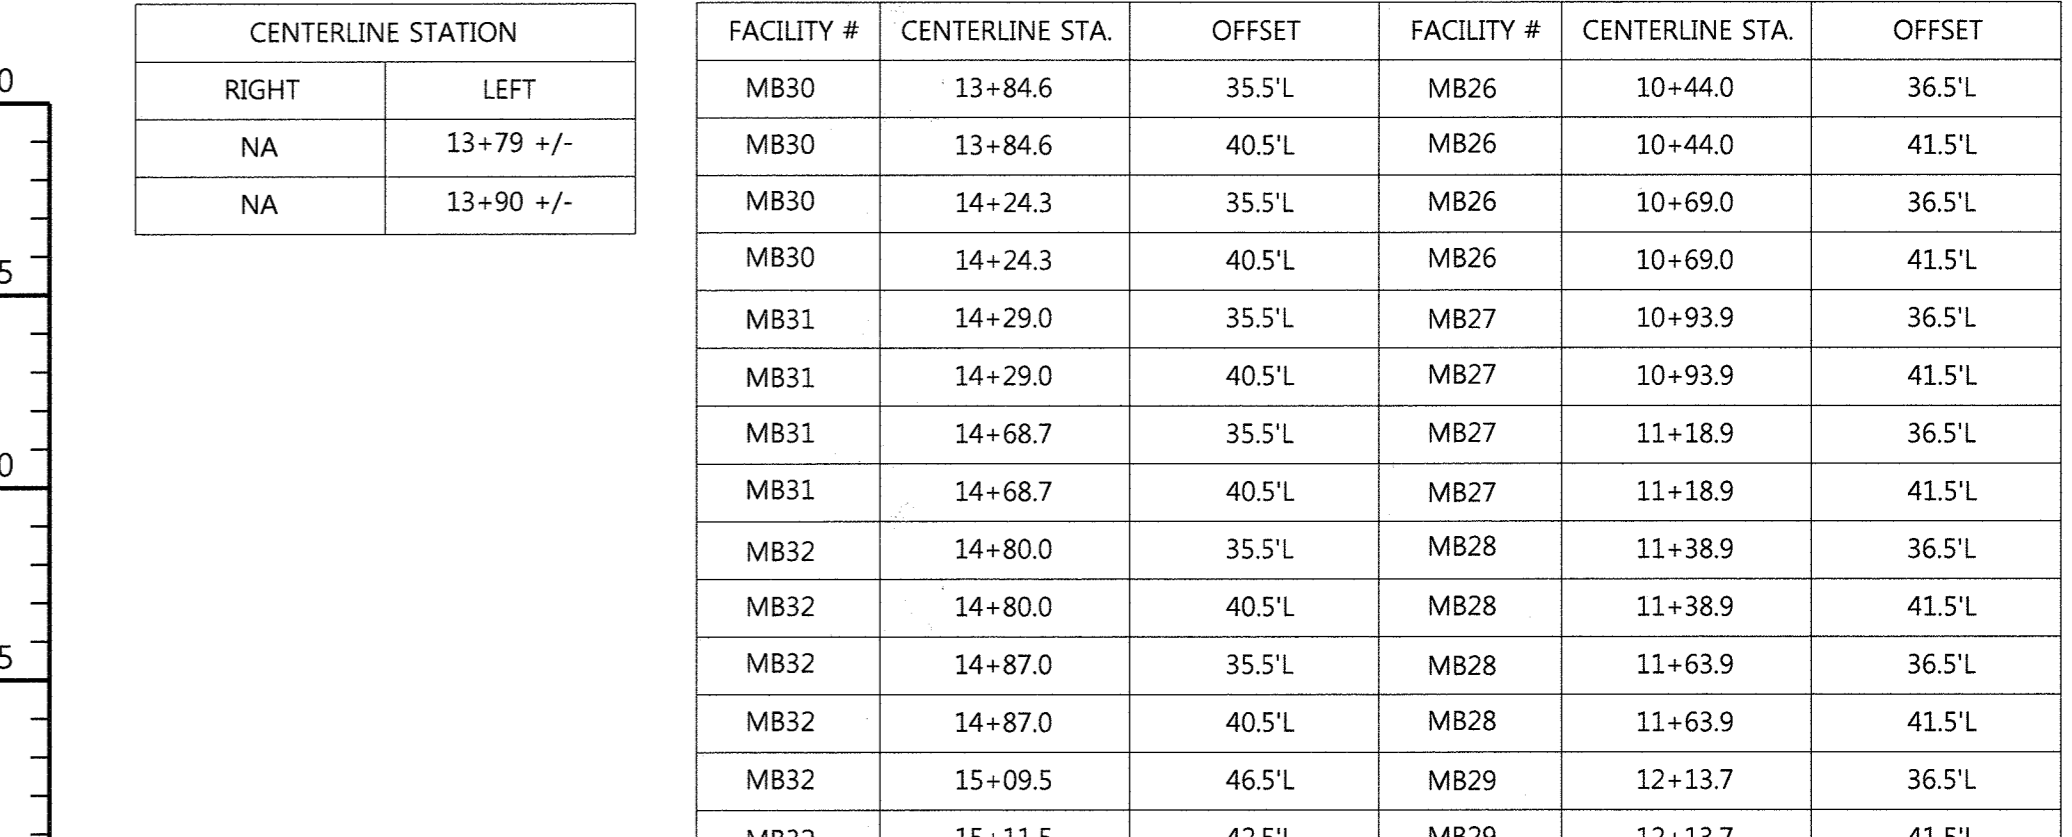 0
5
0
5
CENTERLINE STATION
RIGHT LEFT
NA 13+79 +/-
NA 13+90 +/-
FACILITY # CENTERLINE STA. OFFSET FACILITY # CENTERLINE STA. OFFSET
MB30 13+84.6 35.5'L MB26 10+44.0 36.5'L
MB30 13+84.6 40.5'L MB26 10+44.0 41.5'L
MB30 14+24.3 35.5'L MB26 10+69.0 36.5'L
MB30 14+24.3 40.5'L MB26 10+69.0 41.5'L
MB31 14+29.0 35.5'L MB27 10+93.9 36.5'L
MB31 14+29.0 40.5'L MB27 10+93.9 41.5'L
MB31 14+68.7 35.5'L MB27 11+18.9 36.5'L
MB31 14+68.7 40.5'L MB27 11+18.9 41.5'L
MB32 14+80.0 35.5'L MB28 11+38.9 36.5'L
MB32 14+80.0 40.5'L MB28 11+38.9 41.5'L
MB32 14+87.0 35.5'L MB28 11+63.9 36.5'L
MB32 14+87.0 40.5'L MB28 11+63.9 41.5'L
MB32 15+09.5 46.5'L MB29 12+13.7 36.5'L